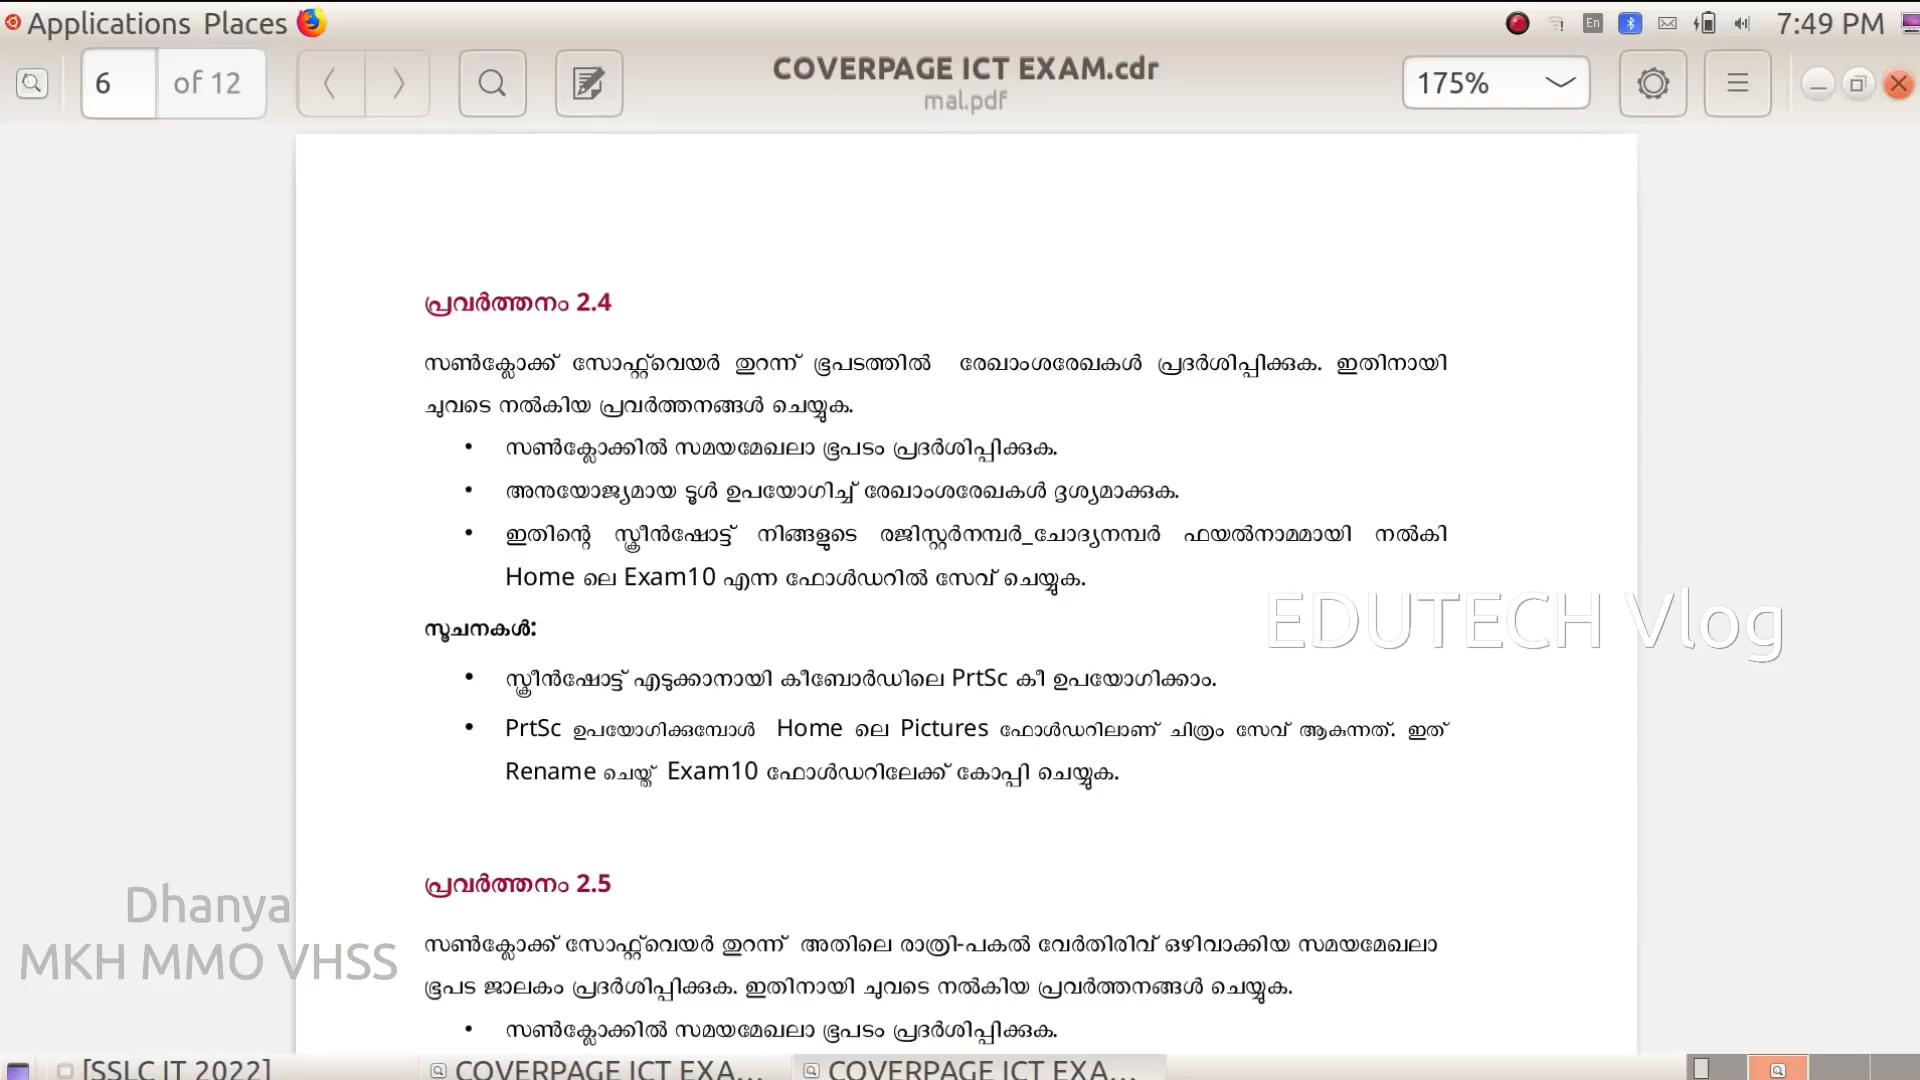 Applications Places En 7:49 PM
6 of 12 COVERPAGE ICT EXAM.cdr 175%
mal.pdf
പ്രവർത്തനം 2.4
സൺക്ലോക്ക് സോഫ്റ്റ്‌വെയർ തുറന്ന് ഭൂപടത്തിൽ രേഖാംശരേഖകൾ പ്രദർശിപ്പിക്കുക. ഇതിനായി
ചുവടെ നൽകിയ പ്രവർത്തനങ്ങൾ ചെയ്യുക.
• സൺക്ലോക്കിൽ സമയമേഖലാ ഭൂപടം പ്രദർശിപ്പിക്കുക.
• അനുയോജ്യമായ ടൂൾ ഉപയോഗിച്ച് രേഖാംശരേഖകൾ ദൃശ്യമാക്കുക.
• ഇതിന്റെ സ്ക്രീൻഷോട്ട് നിങ്ങളുടെ രജിസ്റ്റർനമ്പർ_ചോദ്യനമ്പർ ഫയൽനാമമായി നൽകി
Home ലെ Exam10 എന്ന ഫോൾഡറിൽ സേവ് ചെയ്യുക.
EDUTECH Vlog
സൂചനകൾ:
• സ്ക്രീൻഷോട്ട് എടുക്കാനായി കീബോർഡിലെ PrtSc കീ ഉപയോഗിക്കാം.
• PrtSc ഉപയോഗിക്കുമ്പോൾ Home ലെ Pictures ഫോൾഡറിലാണ് ചിത്രം സേവ് ആകുന്നത്. ഇത്
Rename ചെയ്ത് Exam10 ഫോൾഡറിലേക്ക് കോപ്പി ചെയ്യുക.
പ്രവർത്തനം 2.5
Dhanya
MKH MMO VHSS
സൺക്ലോക്ക് സോഫ്റ്റ്‌വെയർ തുറന്ന് അതിലെ രാത്രി-പകൽ വേർതിരിവ് ഒഴിവാക്കിയ സമയമേഖലാ
ഭൂപട ജാലകം പ്രദർശിപ്പിക്കുക. ഇതിനായി ചുവടെ നൽകിയ പ്രവർത്തനങ്ങൾ ചെയ്യുക.
• സൺക്ലോക്കിൽ സമയമേഖലാ ഭൂപടം പ്രദർശിപ്പിക്കുക.
[SSLC IT 2022] COVERPAGE ICT EXA... COVERPAGE ICT EXA...